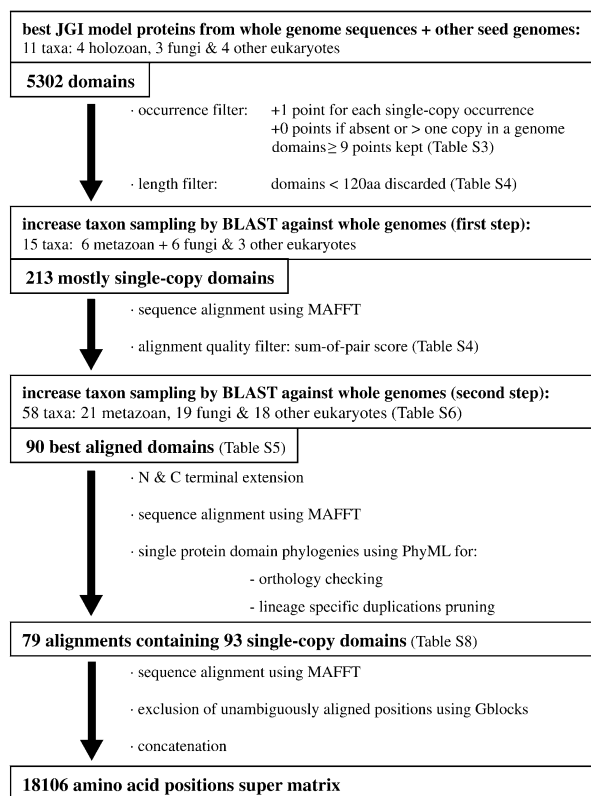 best JGI model proteins from whole genome sequences + other seed genomes:
11 taxa: 4 holozoan, 3 fungi & 4 other eukaryotes
5302 domains
· occurrence filter: +1 point for each single-copy occurrence
+0 points if absent or > one copy in a genome
domains ≥ 9 points kept (Table S3)
· length filter: domains < 120aa discarded (Table S4)
increase taxon sampling by BLAST against whole genomes (first step):
15 taxa: 6 metazoan + 6 fungi & 3 other eukaryotes
213 mostly single-copy domains
· sequence alignment using MAFFT
· alignment quality filter: sum-of-pair score (Table S4)
increase taxon sampling by BLAST against whole genomes (second step):
58 taxa: 21 metazoan, 19 fungi & 18 other eukaryotes (Table S6)
90 best aligned domains (Table S5)
· N & C terminal extension
· sequence alignment using MAFFT
· single protein domain phylogenies using PhyML for:
- orthology checking
- lineage specific duplications pruning
79 alignments containing 93 single-copy domains (Table S8)
· sequence alignment using MAFFT
· exclusion of unambiguously aligned positions using Gblocks
· concatenation
18106 amino acid positions super matrix